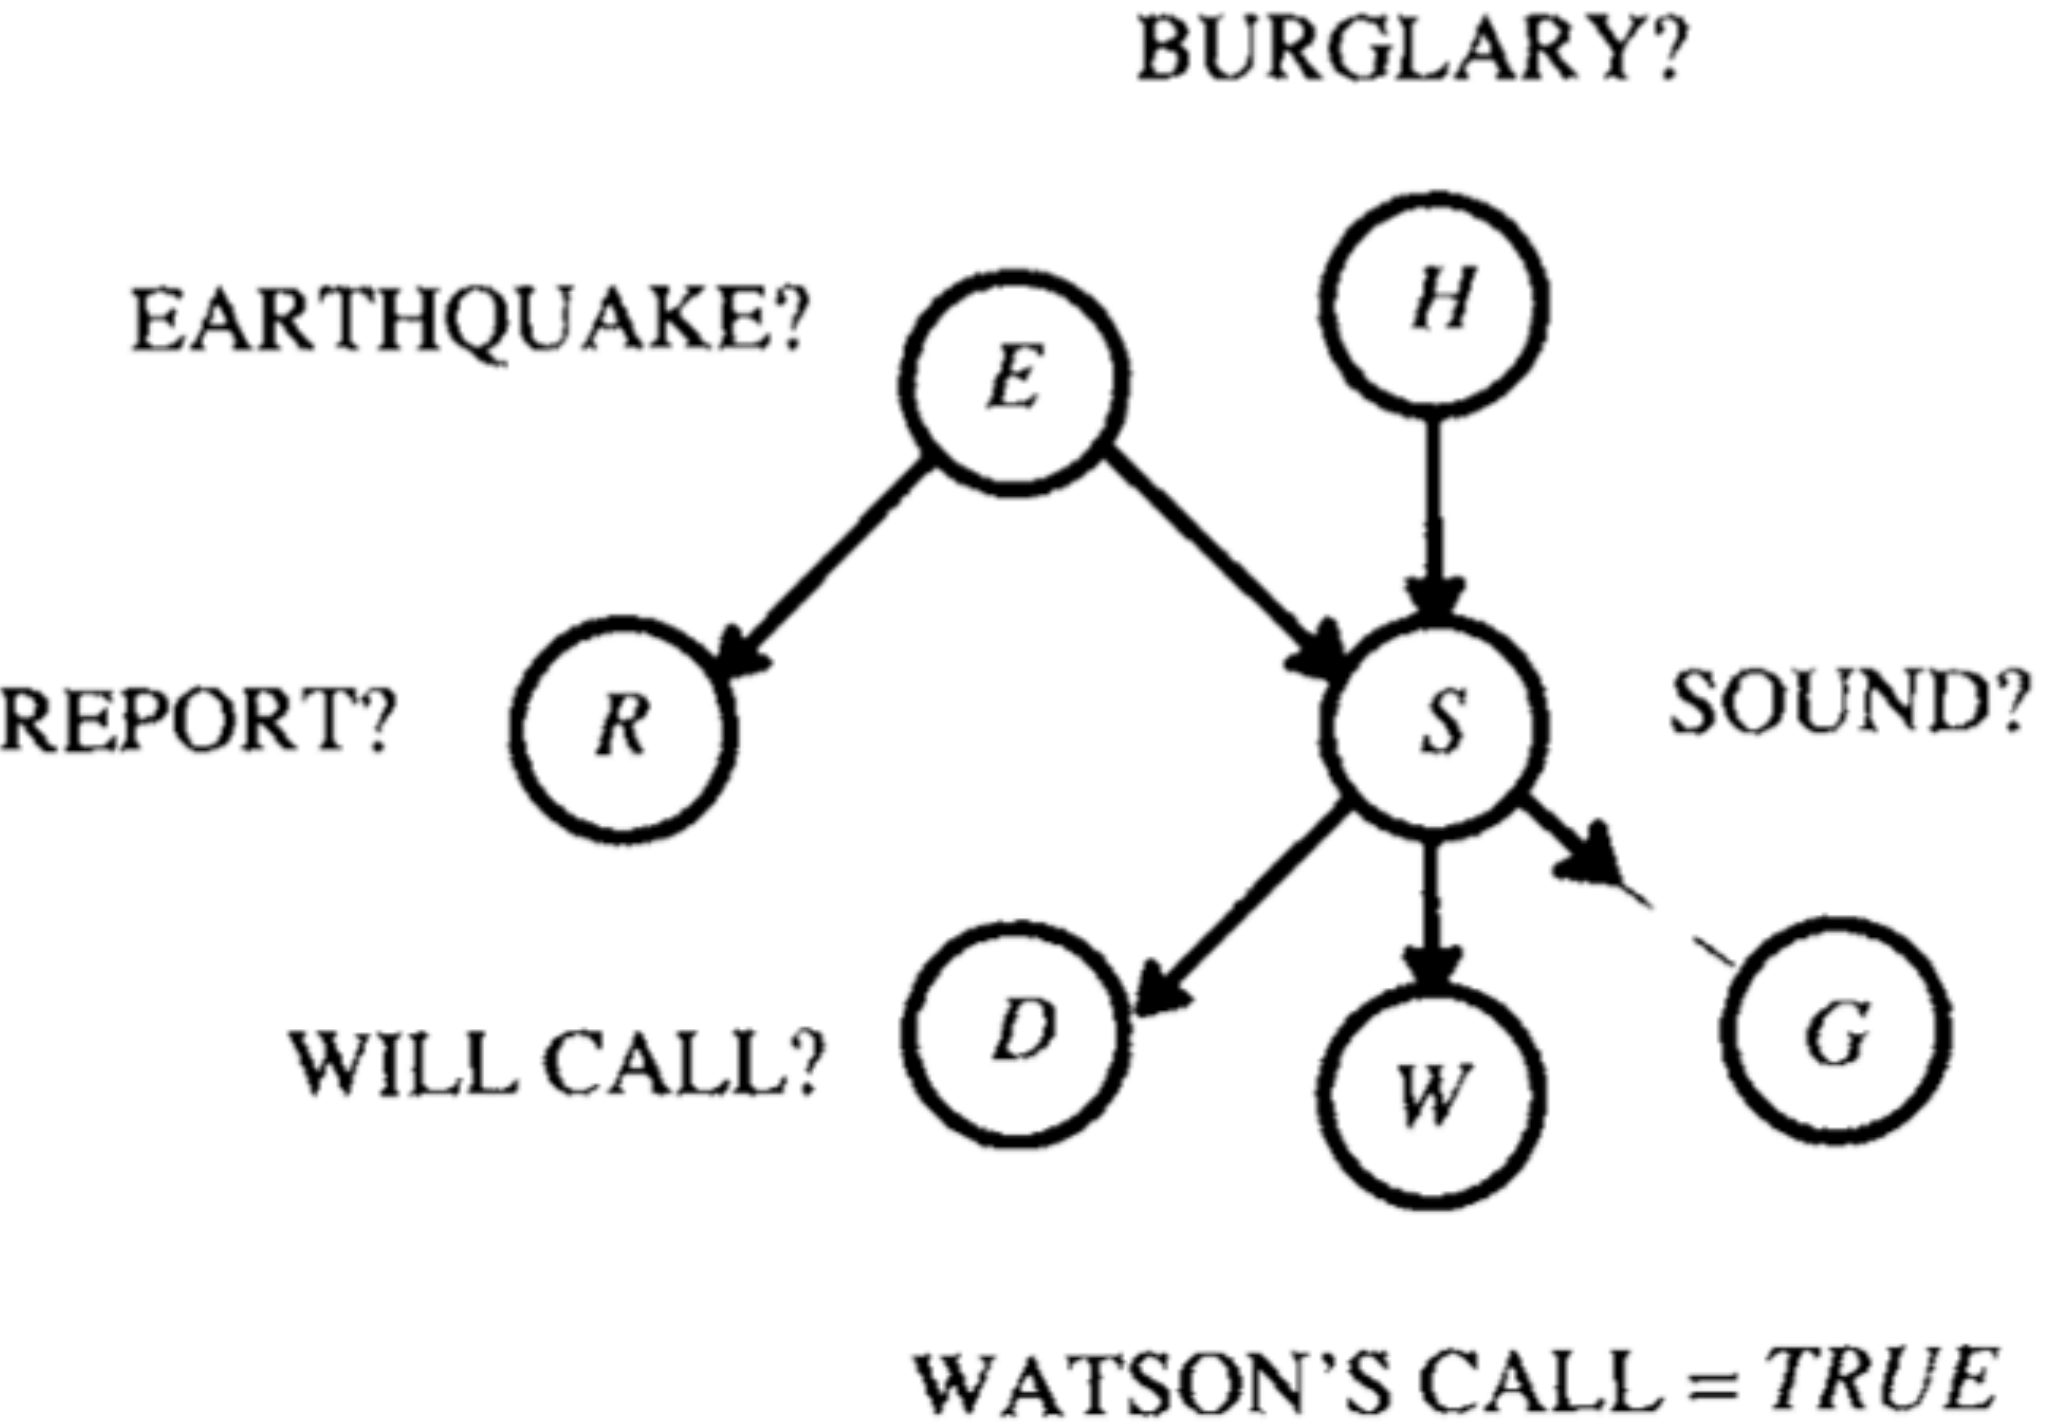 BURGLARY?
H
EARTHQUAKE?
E
REPORT?
R
S
SOUND?
WILL CALL?
D
W
G
WATSON'S CALL = TRUE